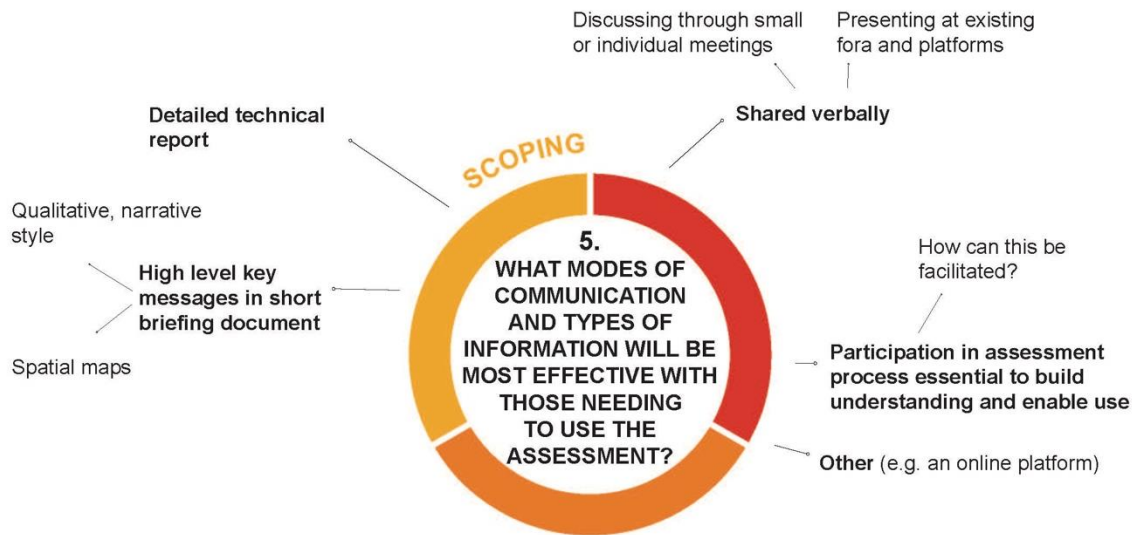 Discussing through small
or individual meetings
Presenting at existing
fora and platforms
Detailed technical
report
Shared verbally
SCOPING
Qualitative, narrative
style
High level key
messages in short
briefing document
Spatial maps
5.
WHAT MODES OF
COMMUNICATION
AND TYPES OF
INFORMATION WILL BE
MOST EFFECTIVE WITH
THOSE NEEDING
TO USE THE
ASSESSMENT?
How can this be
facilitated?
Participation in assessment
process essential to build
understanding and enable use
Other (e.g. an online platform)